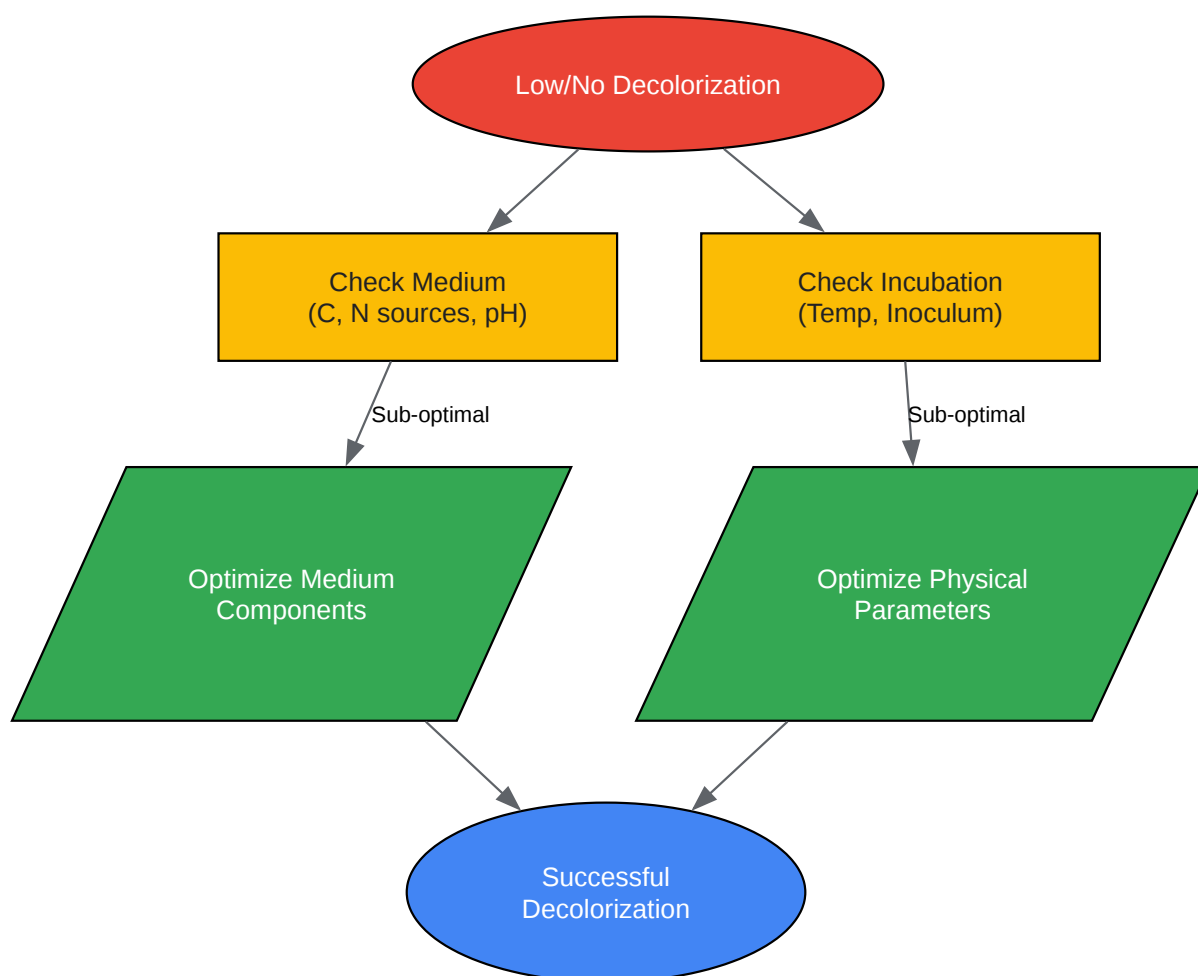 Low/No Decolorization
Check Medium
(C, N sources, pH)
Check Incubation
(Temp, Inoculum)
Sub-optimal
Sub-optimal
Optimize Medium
Components
Optimize Physical
Parameters
Successful
Decolorization